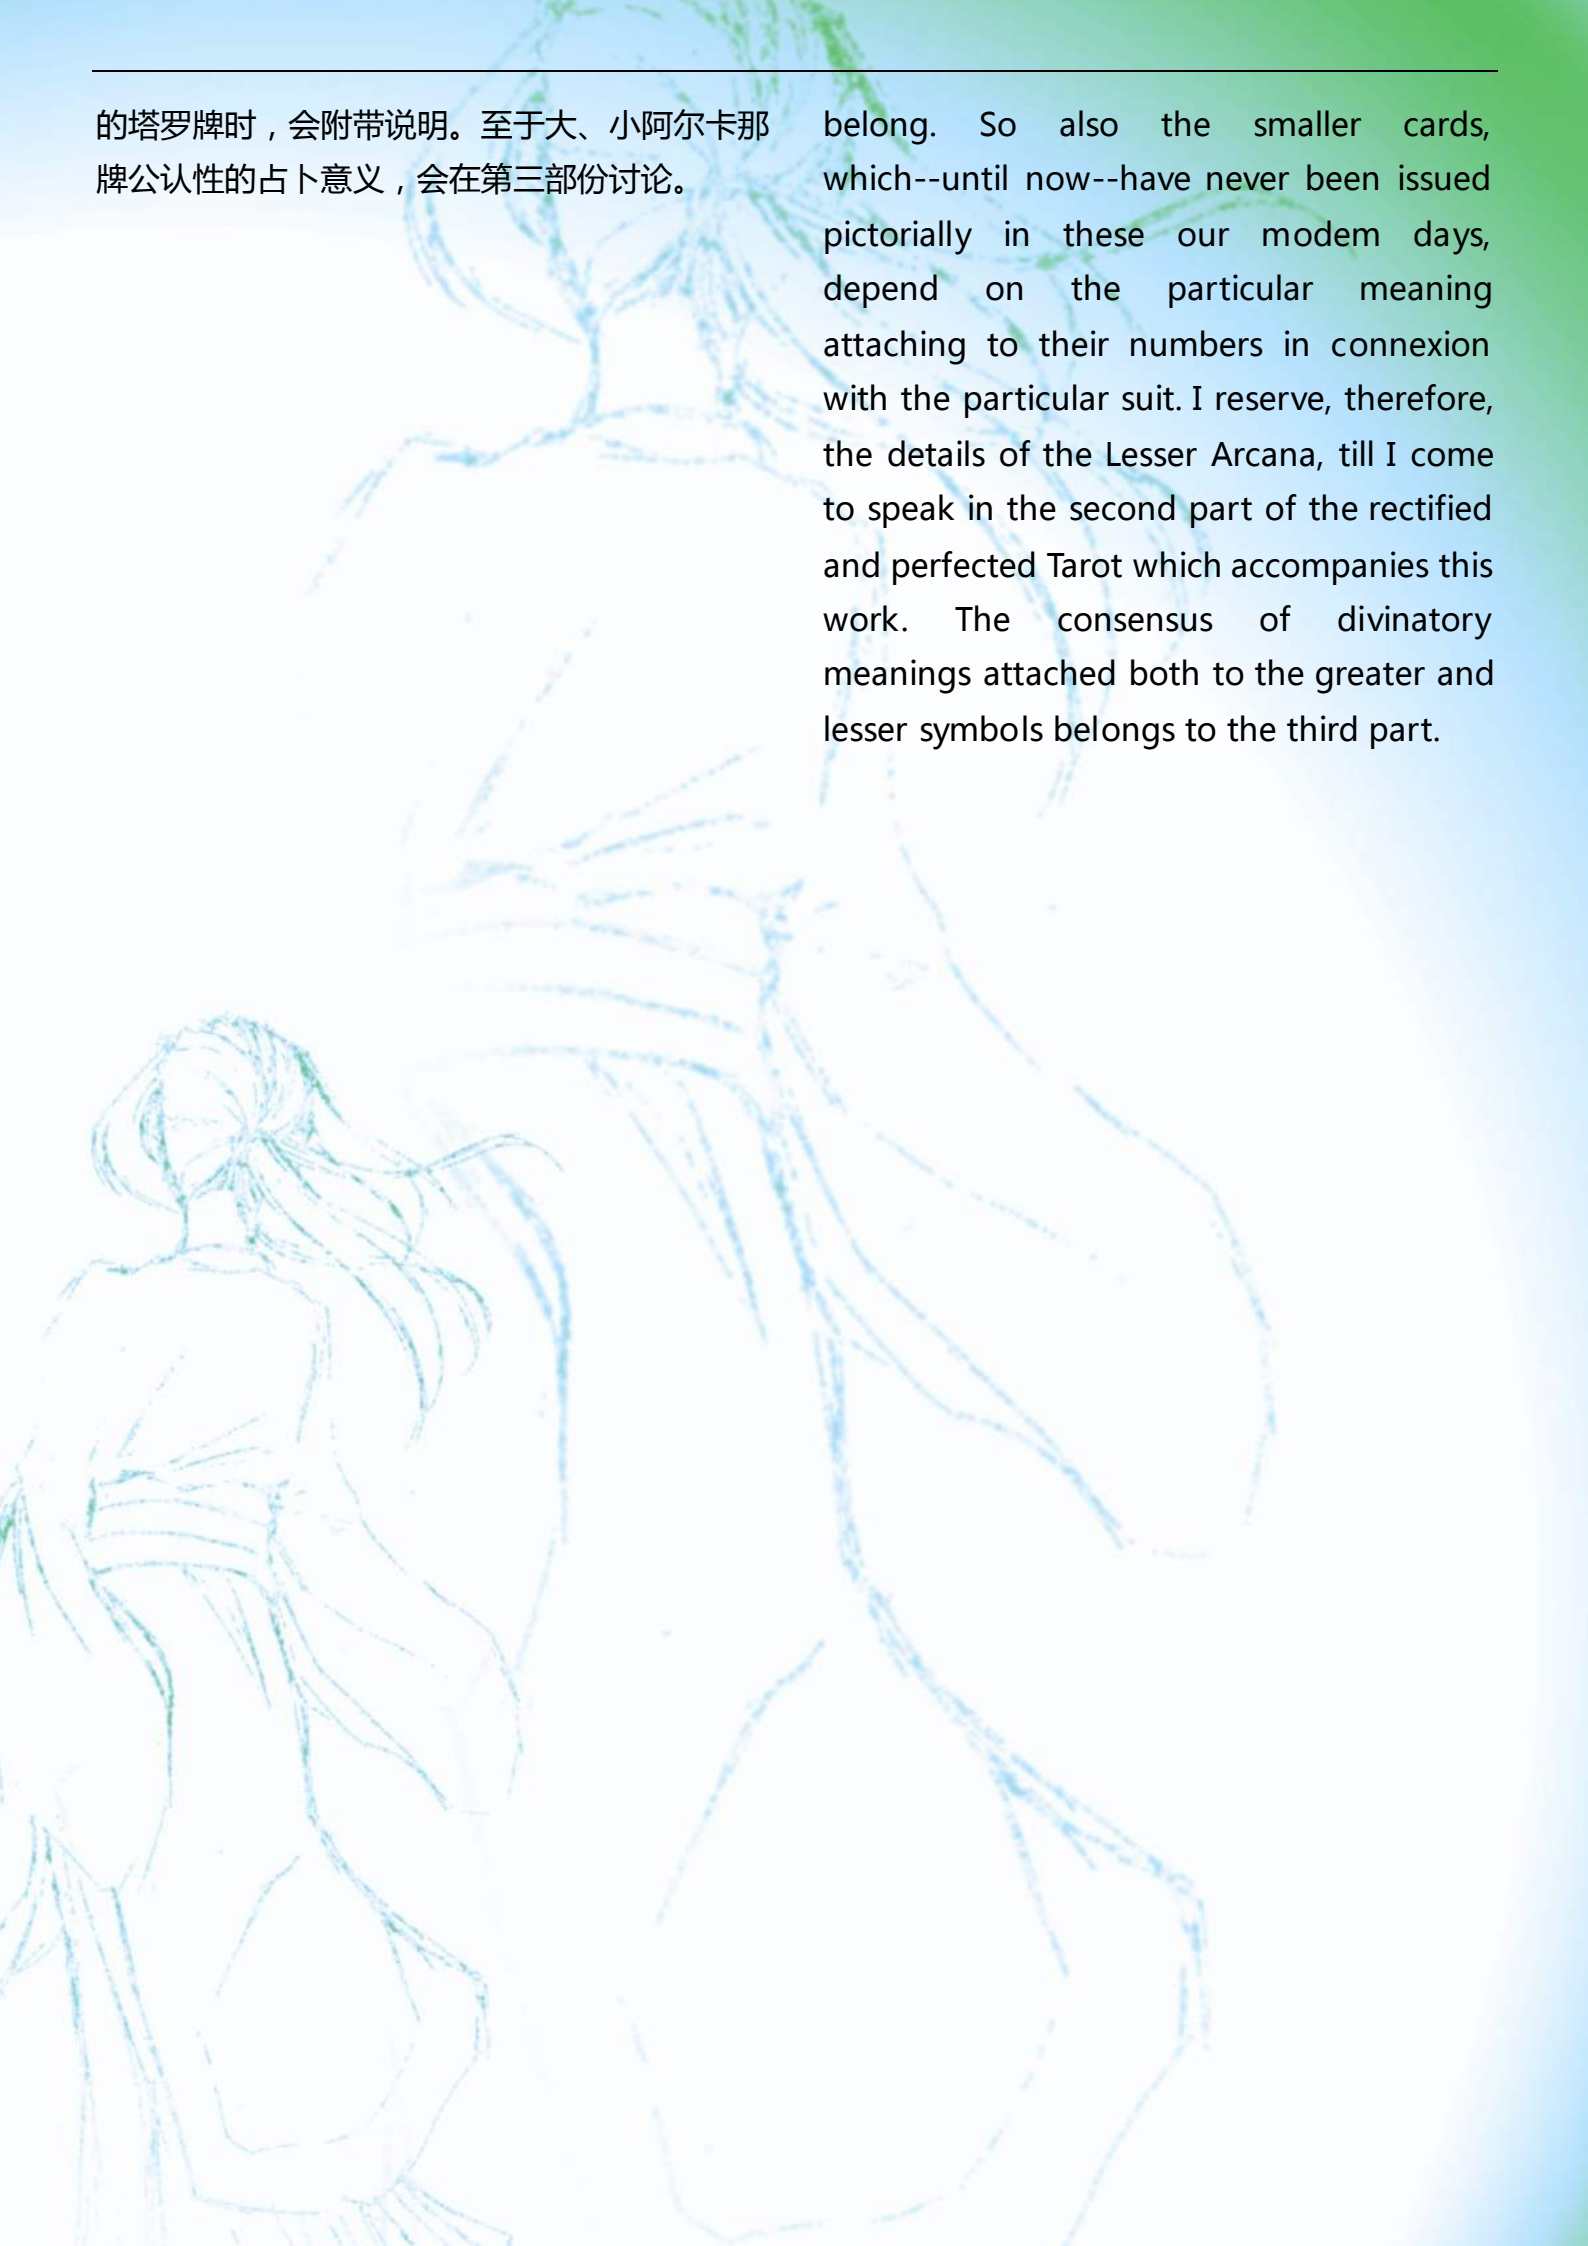 的塔罗牌时，会附带说明。至于大、小阿尔卡那
牌公认性的占卜意义，会在第三部份讨论。
belong. So also the smaller cards,
which--until now--have never been issued
pictorially in these our modem days,
depend on the particular meaning
attaching to their numbers in connexion
with the particular suit. I reserve, therefore,
the details of the Lesser Arcana, till I come
to speak in the second part of the rectified
and perfected Tarot which accompanies this
work. The consensus of divinatory
meanings attached both to the greater and
lesser symbols belongs to the third part.